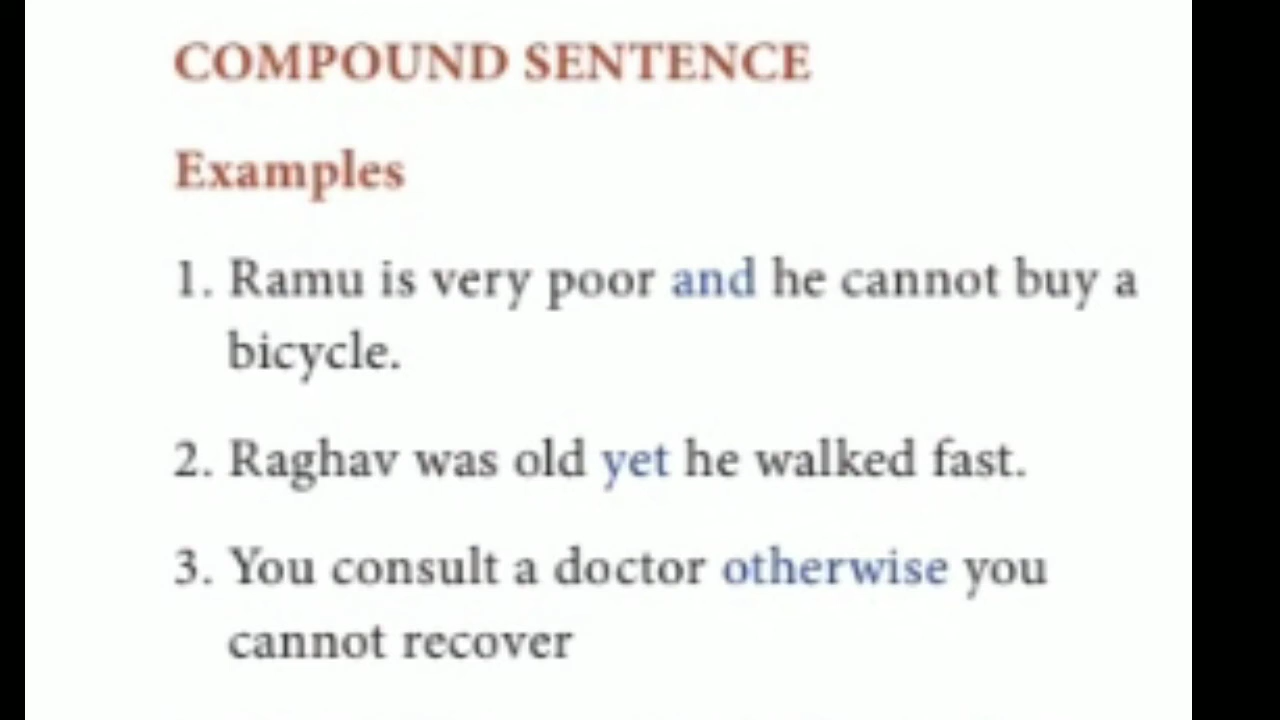 COMPOUND SENTENCE
Examples
1. Ramu is very poor and he cannot buy a
bicycle.
2. Raghav was old yet he walked fast.
3. You consult a doctor otherwise you
cannot recover